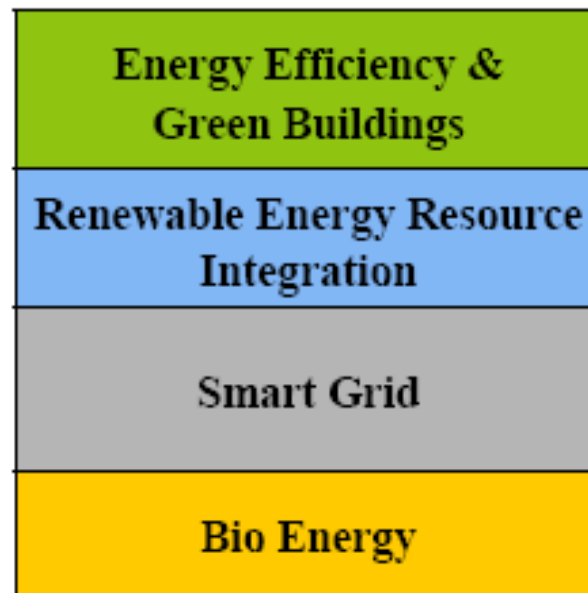 Energy Efficiency &
Green Buildings
Renewable Energy Resource
Integration
Smart Grid
Bio Energy